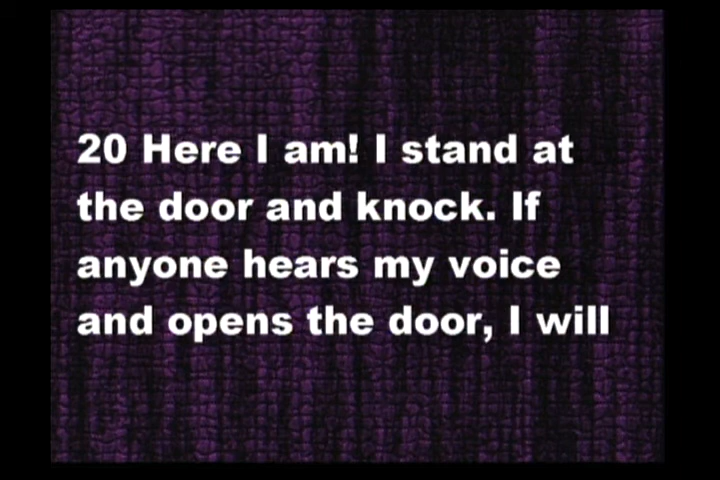 20 Here I am! I stand at
the door and knock. If
anyone hears my voice
and opens the door, I will